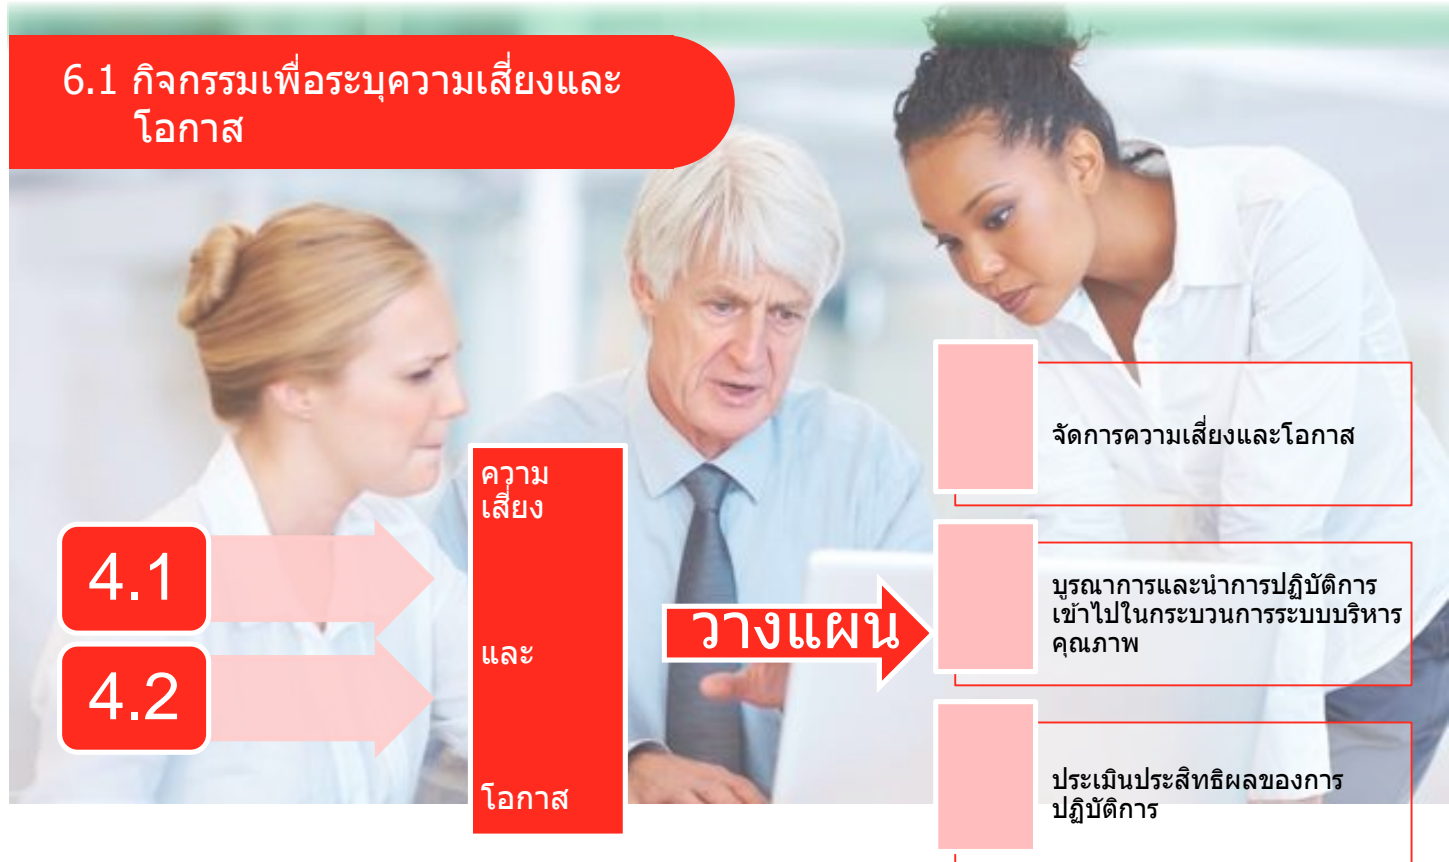 6.1 กิจกรรมเพื่อระบุความเสี่ยงและ
โอกาส
4.1
4.2
ความ
เสี่ยง
และ
โอกาส
วางแผน
จัดการความเสี่ยงและโอกาส
บูรณาการและนำการปฏิบัติการ
เข้าไปในกระบวนการระบบบริหาร
คุณภาพ
ประเมินประสิทธิผลของการ
ปฏิบัติการ